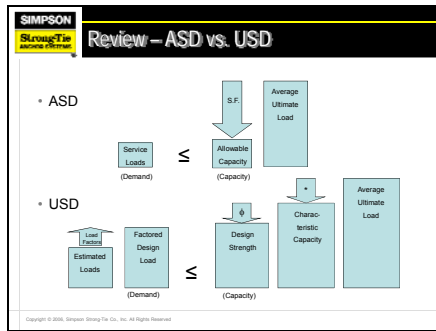 SIMPSON
Strong-Tie
ANCHOR SYSTEMS
Review – ASD vs. USD
• ASD
Service
Loads
(Demand)
≤
S.F.
Allowable
Capacity
(Capacity)
Average
Ultimate
Load
• USD
Load
Factors
Estimated
Loads
Factored
Design
Load
(Demand)
≤
ϕ
Design
Strength
(Capacity)
*
Charac-
teristic
Capacity
Average
Ultimate
Load
Copyright © 2006, Simpson Strong-Tie Co., Inc. All Rights Reserved